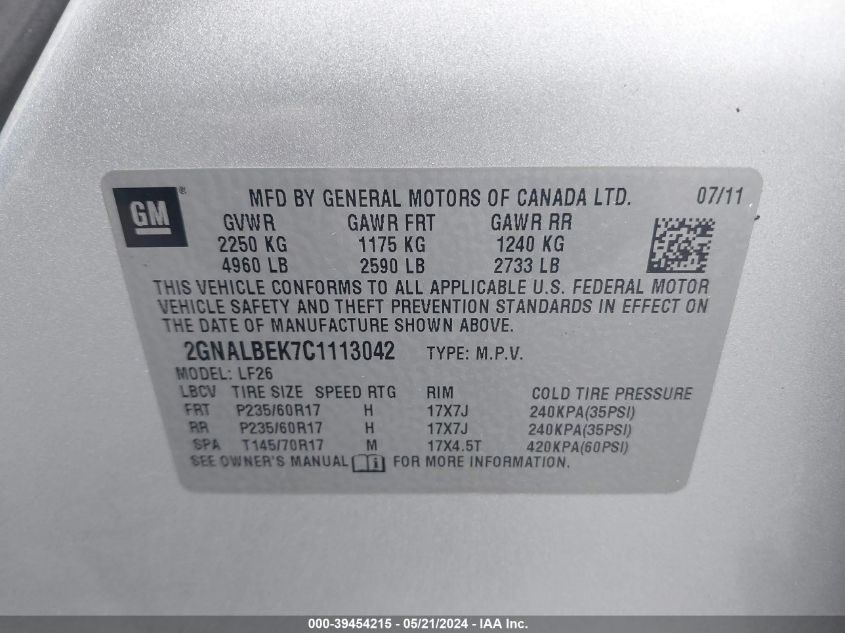 GM® MFD BY GENERAL MOTORS OF CANADA LTD. 07/11
GVWR GAWR FRT GAWR RR
2250 KG 1175 KG 1240 KG
4960 LB 2590 LB 2733 LB
THIS VEHICLE CONFORMS TO ALL APPLICABLE U.S. FEDERAL MOTOR
VEHICLE SAFETY AND THEFT PREVENTION STANDARDS IN EFFECT ON
THE DATE OF MANUFACTURE SHOWN ABOVE.
2GNALBEK7C1113042 TYPE: M.P.V.
MODEL: LF26
LBCV TIRE SIZE SPEED RTG RIM COLD TIRE PRESSURE
FRT P235/60R17 H 17X7J 240KPA(35PSI)
RR P235/60R17 H 17X7J 240KPA(35PSI)
SPA T145/70R17 M 17X4.5T 420KPA(60PSI)
SEE OWNER'S MANUAL FOR MORE INFORMATION.
000-39454215 - 05/21/2024 - IAA Inc.